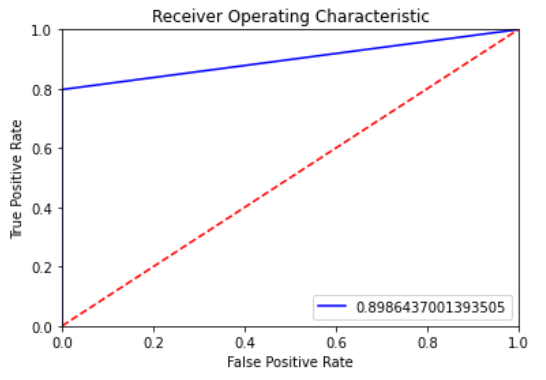 Receiver Operating Characteristic
1.0
0.8
0.6
0.4
0.2
0.0
True Positive Rate
0.8986437001393505
0.0 0.2 0.4 0.6 0.8 1.0
False Positive Rate